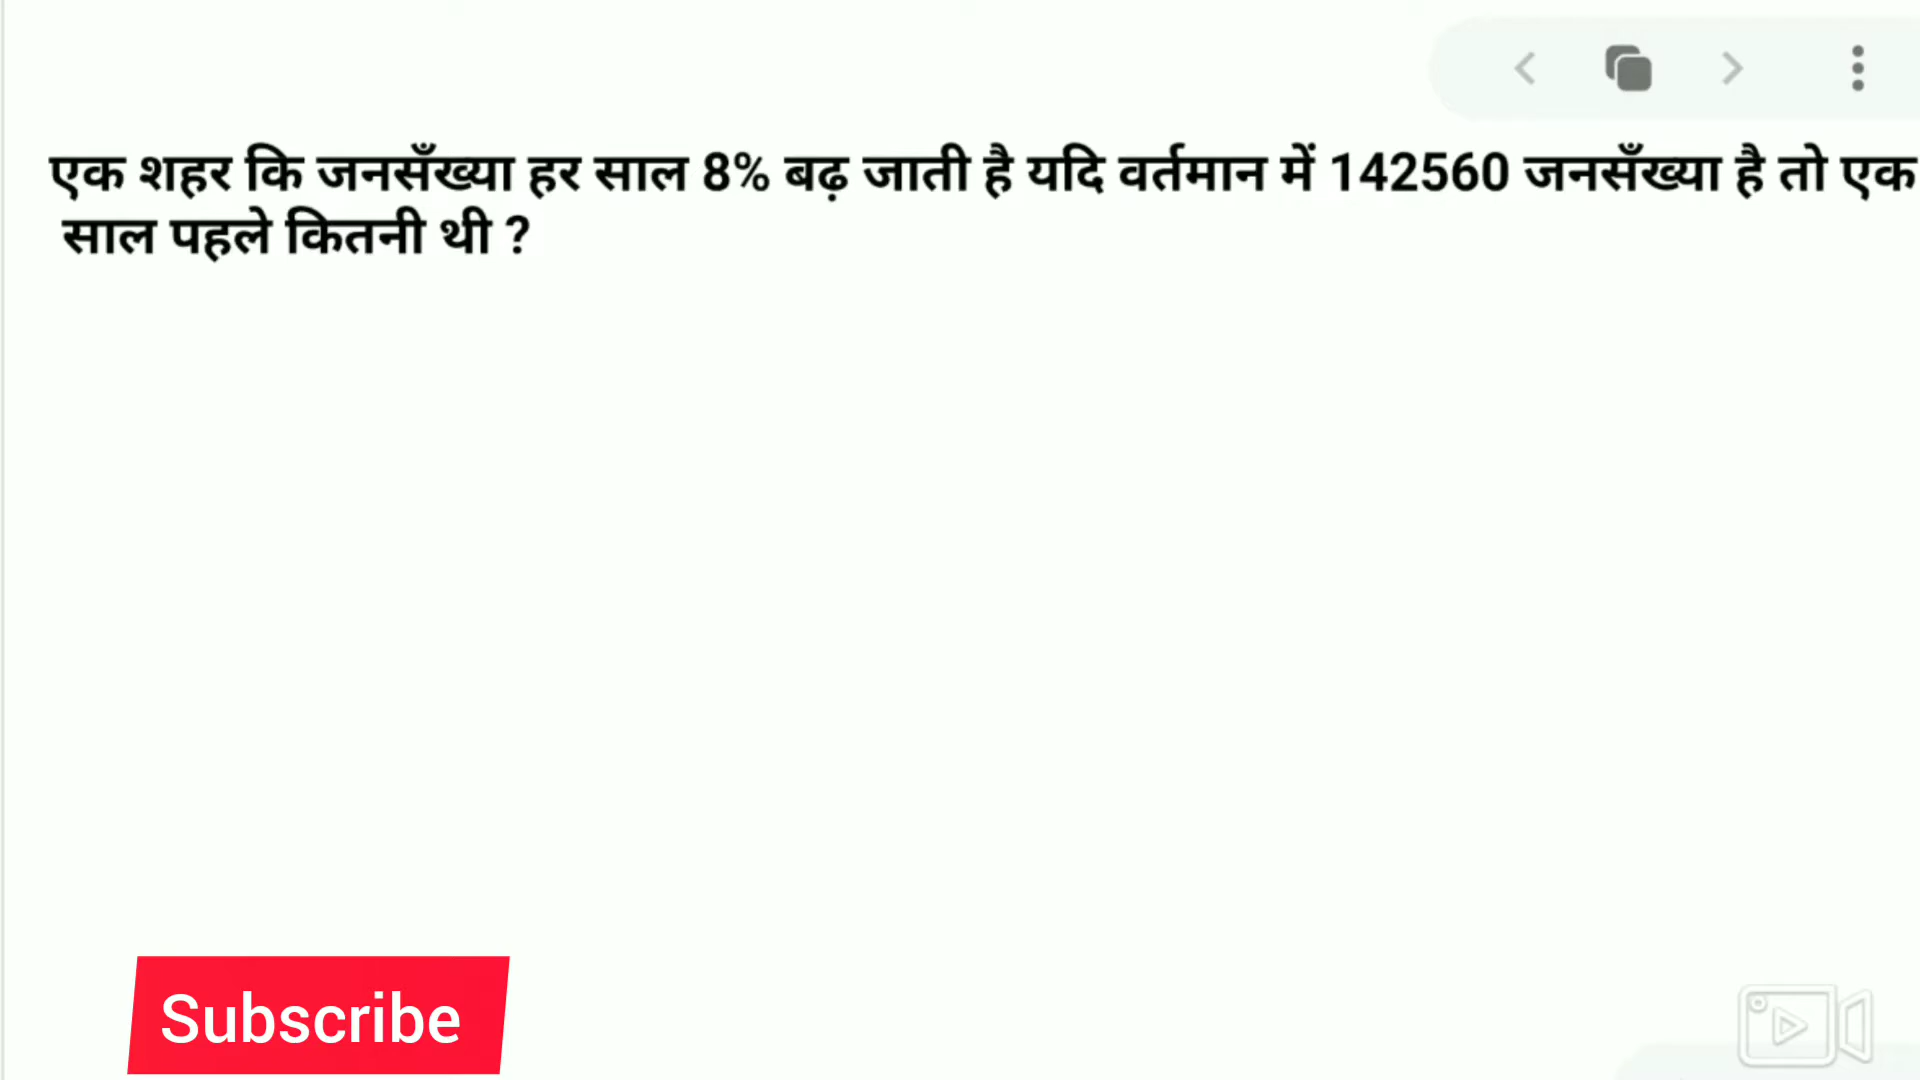 एक शहर कि जनसँख्या हर साल 8% बढ़ जाती है यदि वर्तमान में 142560 जनसँख्या है तो एक
साल पहले कितनी थी ?
Subscribe